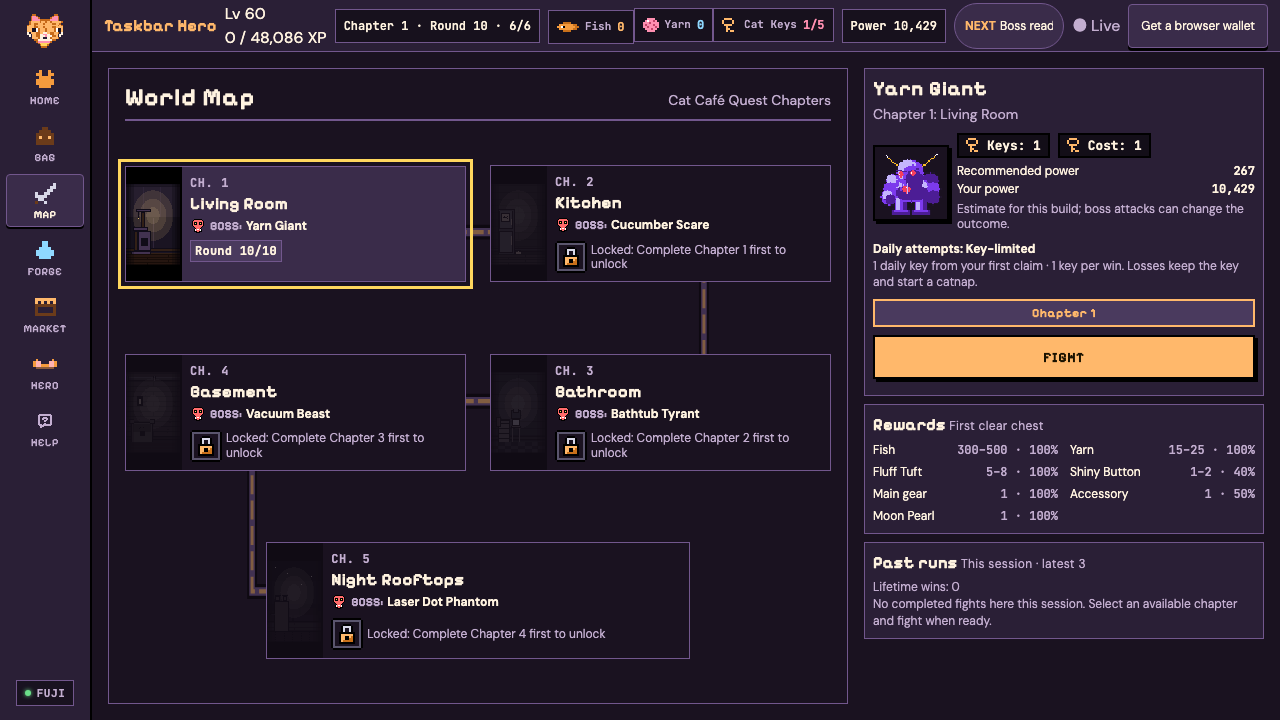 Taskbar Hero
Lv 60
0 / 48,086 XP
Chapter 1 · Round 10 · 6/6
Fish 0
Yarn 0
Cat Keys 1/5
Power 10,429
NEXT Boss read
Live
Get a browser wallet
HOME
BAG
MAP
FORGE
MARKET
HERO
HELP
FUJI
World Map
Cat Café Quest Chapters
CH. 1
Living Room
BOSS: Yarn Giant
Round 10/10
CH. 2
Kitchen
BOSS: Cucumber Scare
Locked: Complete Chapter 1 first to
unlock
CH. 4
Basement
BOSS: Vacuum Beast
Locked: Complete Chapter 3 first to
unlock
CH. 3
Bathroom
BOSS: Bathtub Tyrant
Locked: Complete Chapter 2 first to
unlock
CH. 5
Night Rooftops
BOSS: Laser Dot Phantom
Locked: Complete Chapter 4 first to unlock
Yarn Giant
Chapter 1: Living Room
Keys: 1
Cost: 1
Recommended power 267
Your power 10,429
Estimate for this build; boss attacks can change the
outcome.
Daily attempts: Key-limited
1 daily key from your first claim · 1 key per win. Losses keep the key
and start a catnap.
Chapter 1
FIGHT
Rewards First clear chest
Fish 300-500 · 100% Yarn 15-25 · 100%
Fluff Tuft 5-8 · 100% Shiny Button 1-2 · 40%
Main gear 1 · 100% Accessory 1 · 50%
Moon Pearl 1 · 100%
Past runs This session · latest 3
Lifetime wins: 0
No completed fights here this session. Select an available chapter
and fight when ready.